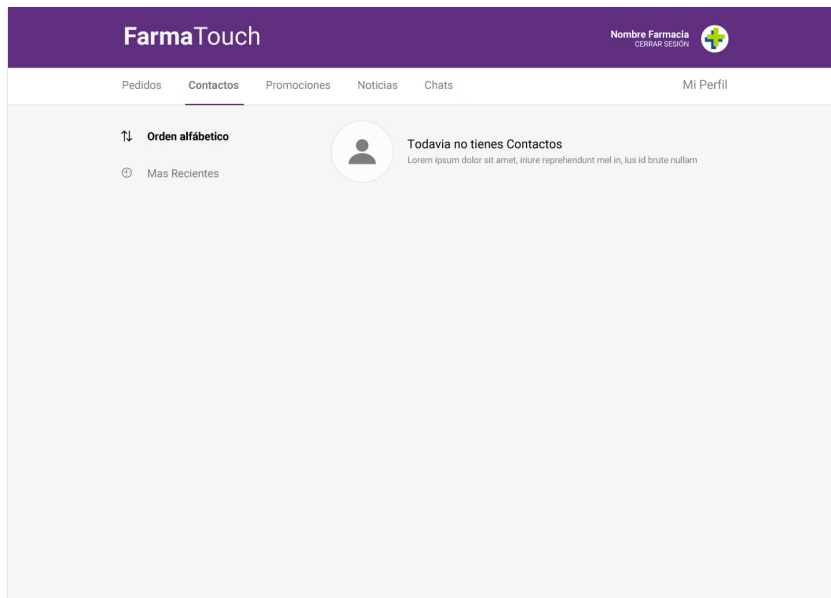 FarmaTouch
Nombre Farmacia
CERRAR SESIÓN
Pedidos Contactos Promociones Noticias Chats Mi Perfil
Orden alfábetico
Mas Recientes
Todavia no tienes Contactos
Lorem ipsum dolor sit amet, iriure reprehendunt mel in, ius id brute nullam